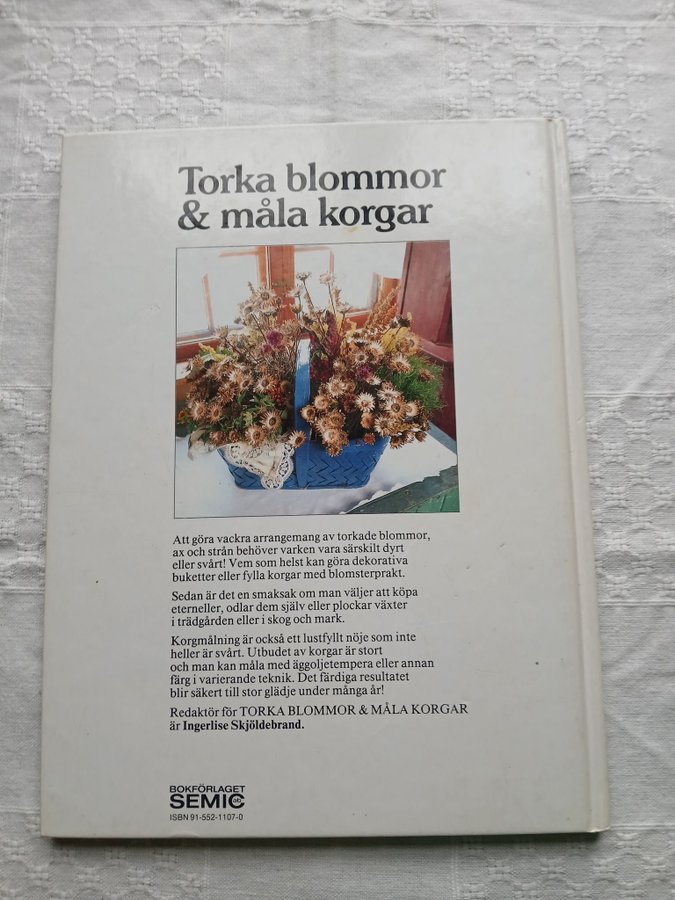 Torka blommor
& måla korgar
Att göra vackra arrangemang av torkade blommor,
ax och strån behöver varken vara särskilt dyrt
eller svårt! Vem som helst kan göra dekorativa
buketter eller fylla korgar med blomsterprakt.
Sedan är det en smaksak om man väljer att köpa
eterneller, odlar dem själv eller plockar växter
i trädgården eller i skog och mark.
Korgmålning är också ett lustfyllt nöje som inte
heller är svårt. Utbudet av korgar är stort
och man kan måla med äggoljetempera eller annan
färg i varierande teknik. Det färdiga resultatet
blir säkert till stor glädje under många år!
Redaktör för TORKA BLOMMOR & MÅLA KORGAR
är Ingerlise Skjöldebrand.
BOKFÖRLAGET
SEMIC
ISBN 91-552-1107-0